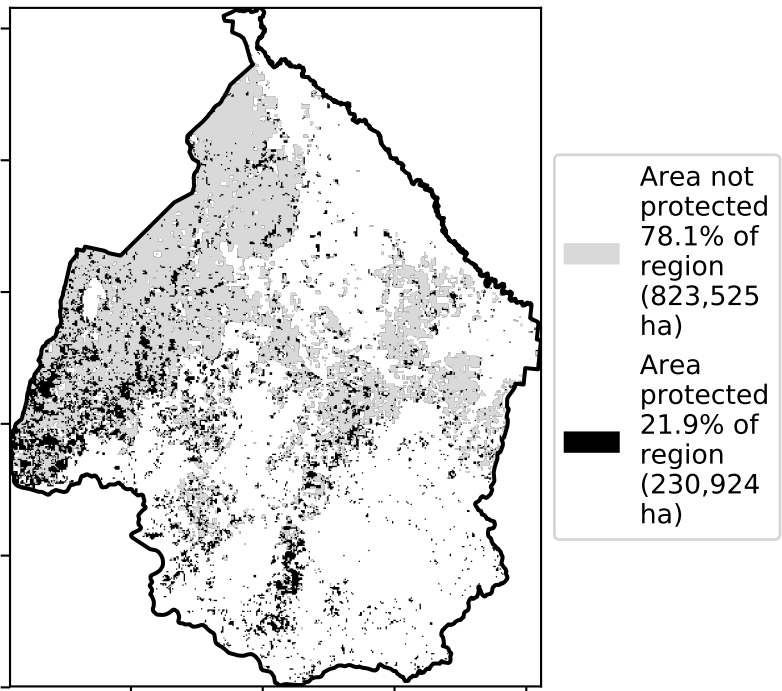 Area not
protected
78.1% of
region
(823,525
ha)
Area
protected
21.9% of
region
(230,924
ha)